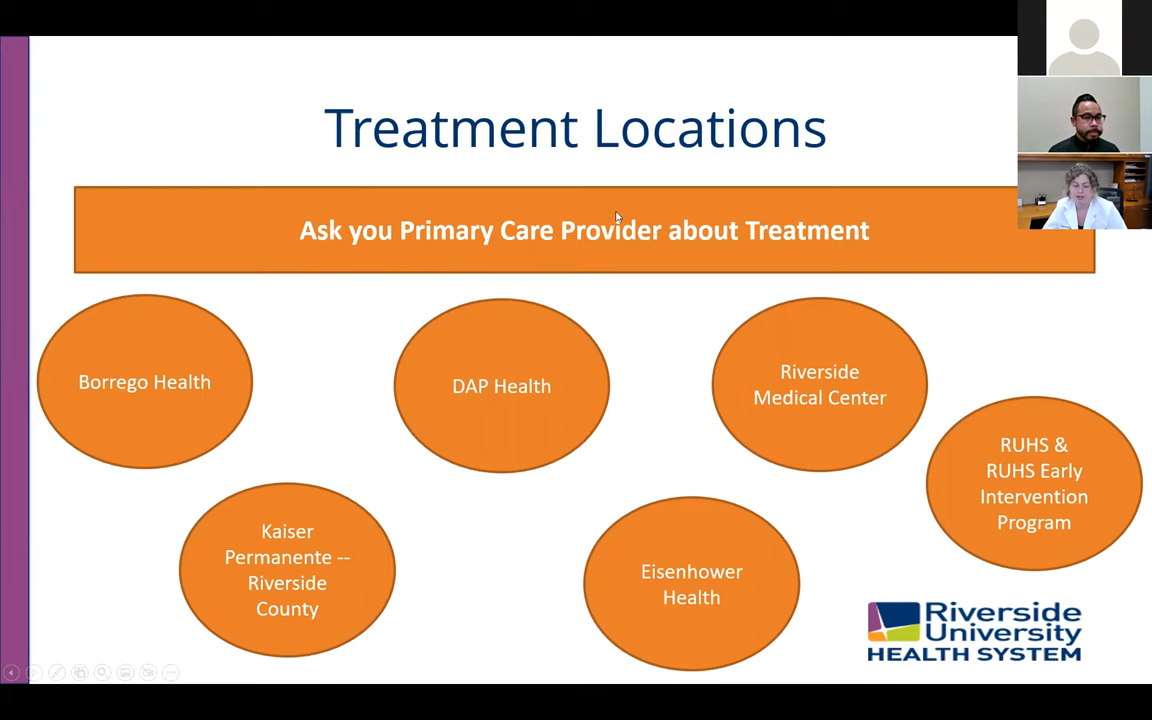 Treatment Locations
Ask you Primary Care Provider about Treatment
Borrego Health
DAP Health
Riverside
Medical Center
RUHS &
RUHS Early
Intervention
Program
Kaiser
Permanente --
Riverside
County
Eisenhower
Health
Riverside
University
HEALTH SYSTEM